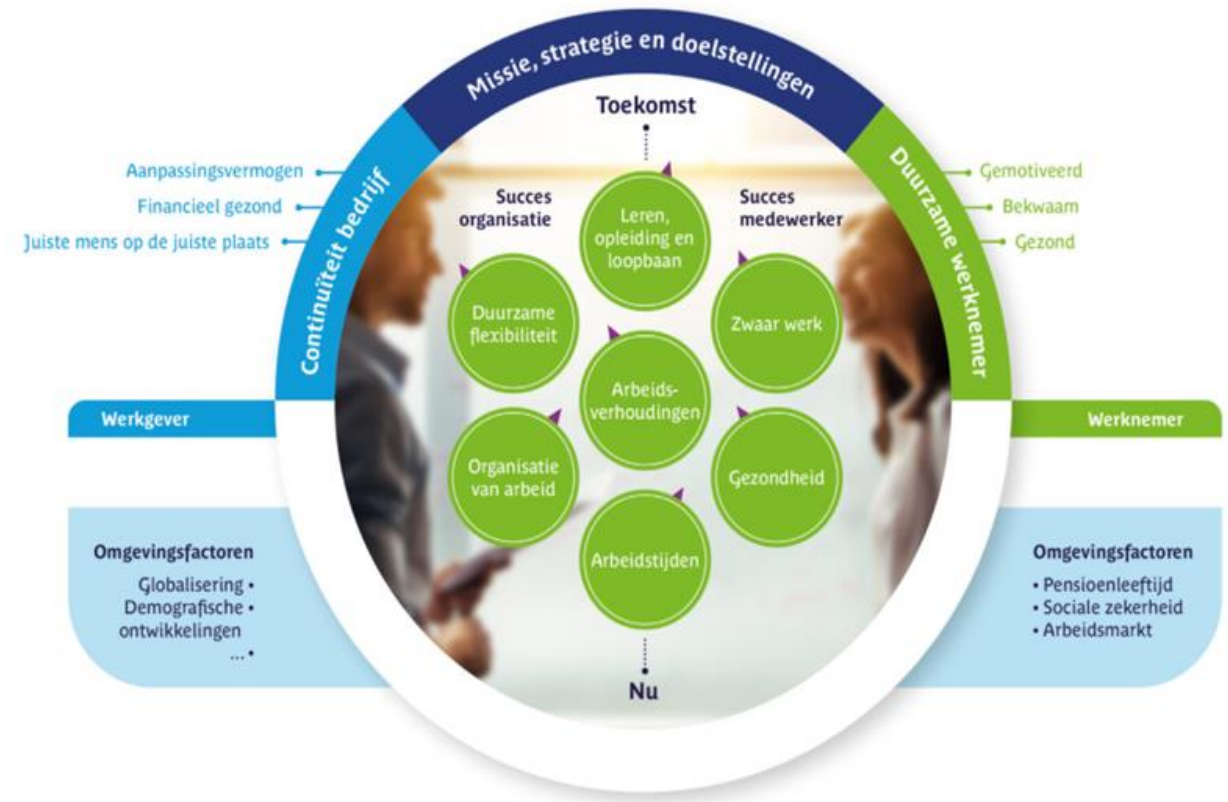 Missie, strategie en doelstellingen
Continuïteit bedrijf
Duurzame werknemer
Aanpassingsvermogen
Financieel gezond
Juiste mens op de juiste plaats
Gemotiveerd
Bekwaam
Gezond
Toekomst
Succes
organisatie
Succes
medewerker
Leren,
opleiding en
loopbaan
Duurzame
flexibiliteit
Zwaar werk
Arbeids-
verhoudingen
Organisatie
van arbeid
Gezondheid
Arbeidstijden
Nu
Werkgever
Omgevingsfactoren
Globalisering •
Demografische •
ontwikkelingen
... •
Werknemer
Omgevingsfactoren
• Pensioenleeftijd
• Sociale zekerheid
• Arbeidsmarkt